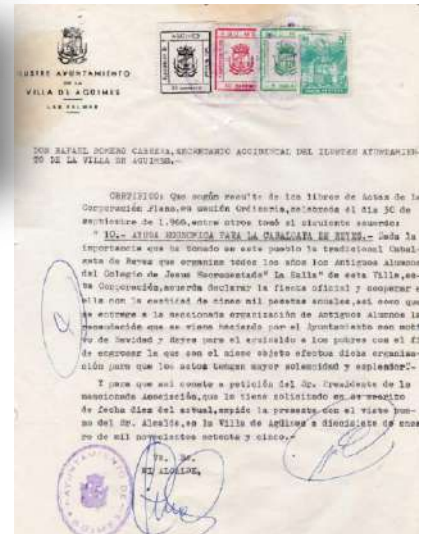 ILUSTRE AYUNTAMIENTO
DE LA
VILLA DE AGUIMES
LAS PALMAS
DON RAFAEL ROMERO CABRERA, SECRETARIO ACCIDENTAL DEL ILUSTRE AYUNTAMIEN-
TO DE LA VILLA DE AGUIMES.-
CERTIFICO: Que según resulta de los libros de Actas de la
Corporación Plena, en sesión Ordinaria, celebrada el día 30 de
septiembre de 1.966, entre otros tomó el siguiente acuerdo:
" 10.- AYUDA ECONOMICA PARA LA CABALGATA DE REYES.- Dada la
importancia que ha tomado en este pueblo la tradicional Cabal-
gata de Reyes que organiza todos los años los Antiguos Alumnos
del Colegio de Jesus Sacramentado" La Salle" de esta Villa, es-
ta Corporación, acuerda declarar la fiesta oficial y cooperar a
ella con la cantidad de cinco mil pesetas anuales, así como que
se entregue a la mencionada organización de Antiguos Alumnos la
recaudación que se viene haciendo por el Ayuntamiento con moti
vo de Navidad y Reyes para el aguinaldo a los pobres con el fi
de engrosar la que con el mismo objeto efectua dicha organiza-
ción para que los actos tengan mayor solemnidad y esplendor".-
Y para que así conste a petición del Sr. Presidente de la
mencionada Asociación, que lo tiene solicitado en su escrito
de fecha diez del actual, expido la presente con el visto bue-
no del Sr. Alcalde, en la Villa de Agüimes a diecisiete de ene
ro de mil novecientos setenta y cinco.-
Vº. Bº.
EL ALCALDE,